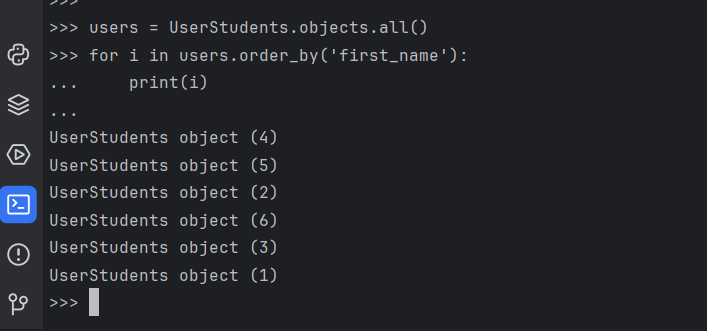 >>>
>>> users = UserStudents.objects.all()
>>> for i in users.order_by('first_name'):
...     print(i)
...
UserStudents object (4)
UserStudents object (5)
UserStudents object (2)
UserStudents object (6)
UserStudents object (3)
UserStudents object (1)
>>>